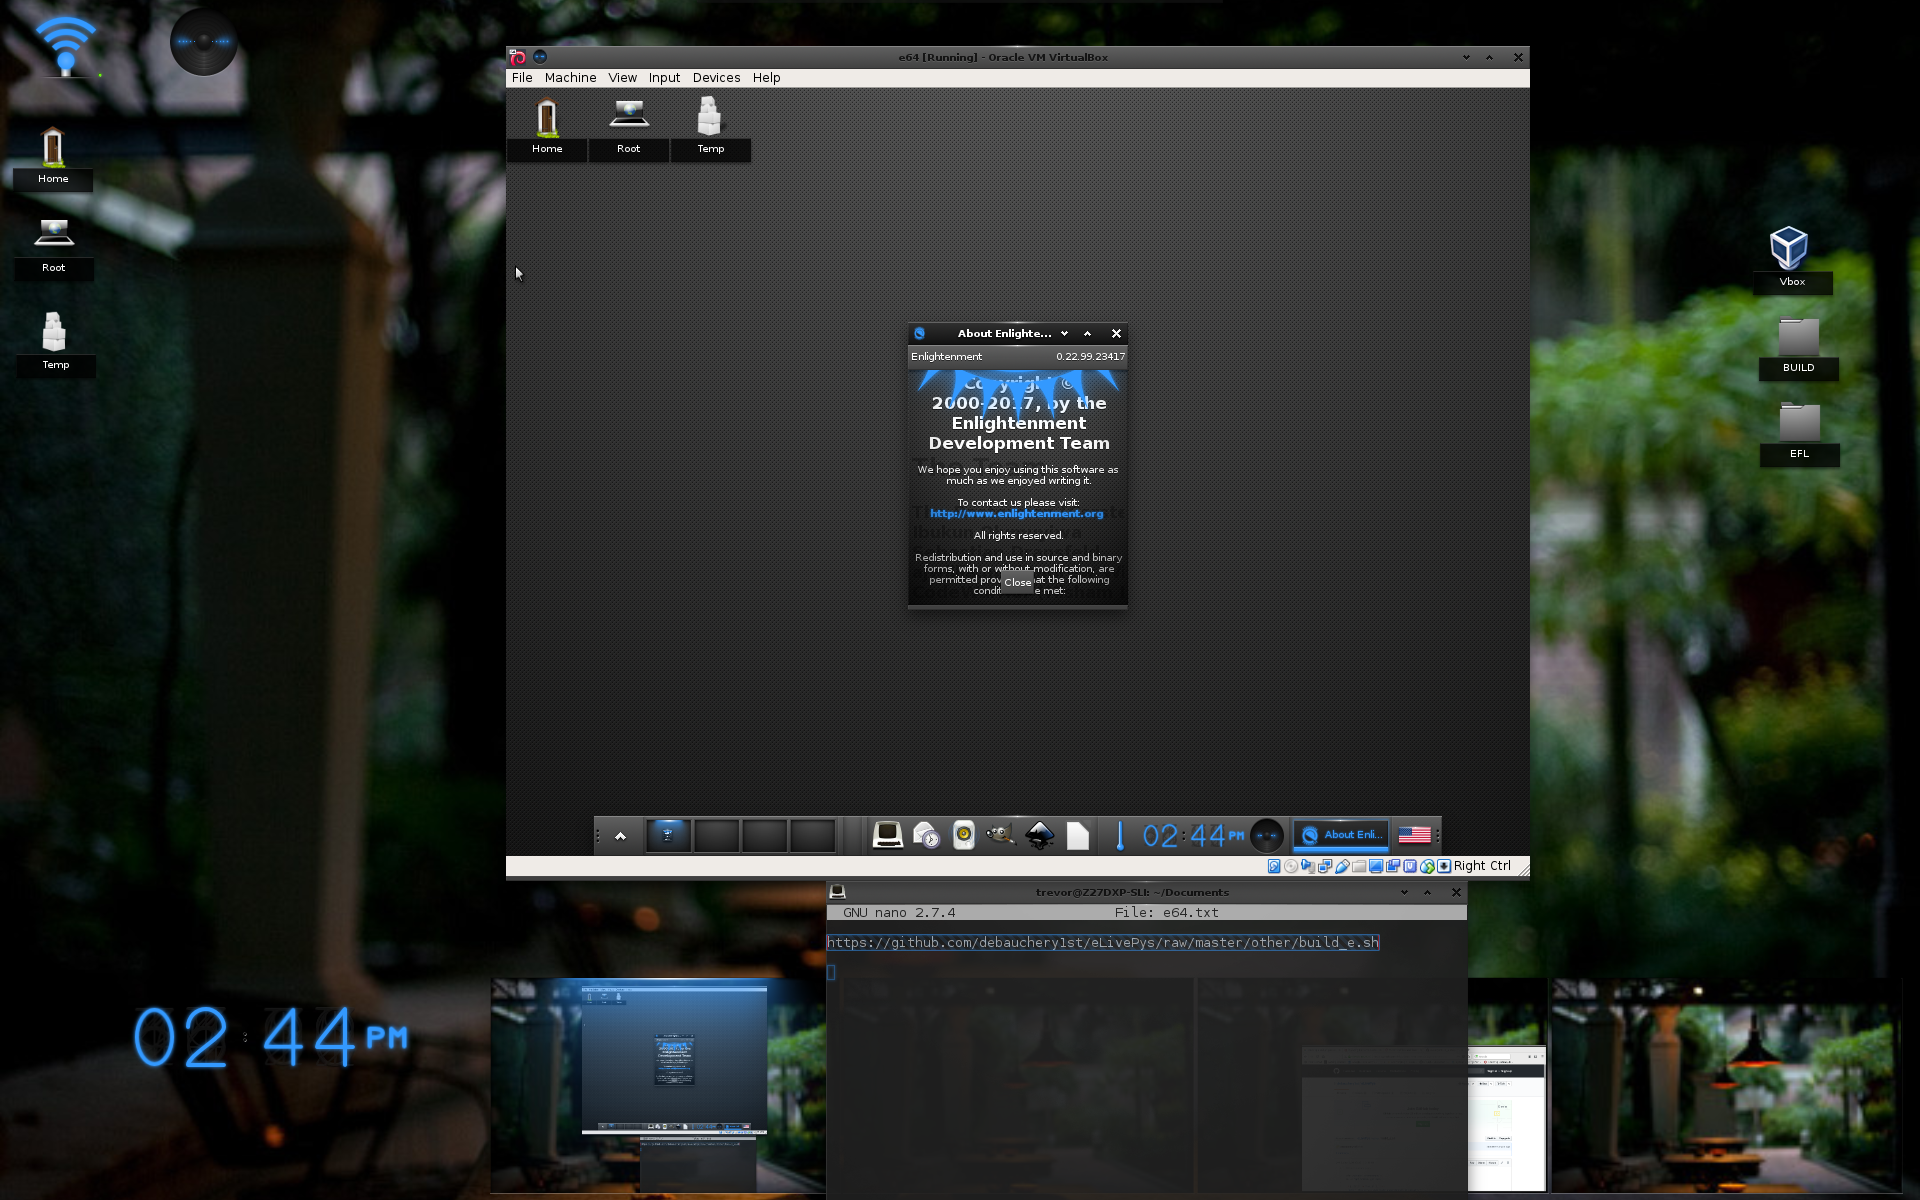 e64 [Running] - Oracle VM VirtualBox
File Machine View Input Devices Help
Home Root Temp
Home
Root
Temp
Vbox
BUILD
EFL
About Enlighte...
Enlightenment 0.22.99.23417
Copyright ©
2000-2017, by the
Enlightenment
Development Team
We hope you enjoy using this software as
much as we enjoyed writing it.
To contact us please visit:
http://www.enlightenment.org
All rights reserved.
Redistribution and use in source and binary
forms, with or without modification, are
permitted prov at the following
condit e met:
Close
02:44 PM
About Enli...
Right Ctrl
trevor@Z27DXP-SLI: ~/Documents
GNU nano 2.7.4 File: e64.txt
https://github.com/debauchery1st/eLivePys/raw/master/other/build_e.sh
02:44 PM